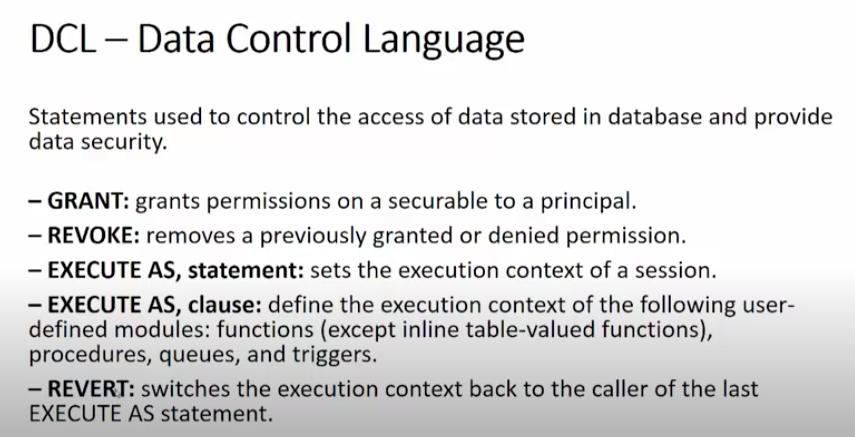 DCL – Data Control Language
Statements used to control the access of data stored in database and provide
data security.
– GRANT: grants permissions on a securable to a principal.
– REVOKE: removes a previously granted or denied permission.
– EXECUTE AS, statement: sets the execution context of a session.
– EXECUTE AS, clause: define the execution context of the following user-
defined modules: functions (except inline table-valued functions),
procedures, queues, and triggers.
– REVERT: switches the execution context back to the caller of the last
EXECUTE AS statement.